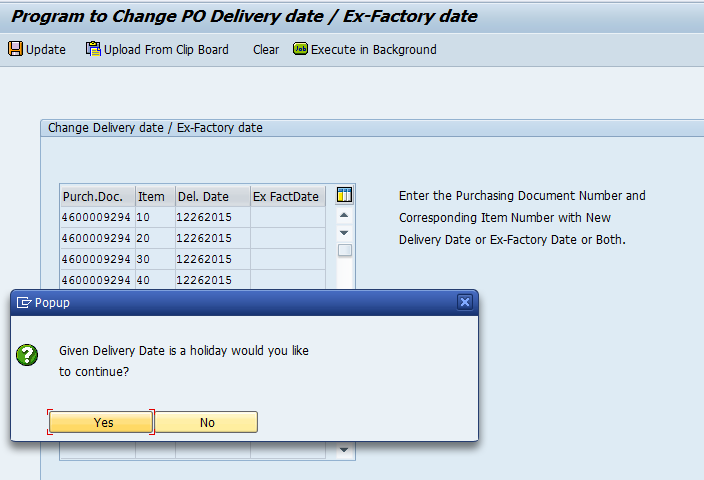 Program to Change PO Delivery date / Ex-Factory date
Update Upload From Clip Board Clear Job Execute in Background
Change Delivery date / Ex-Factory date
Purch.Doc. Item Del. Date Ex FactDate
4600009294 10 12262015
4600009294 20 12262015
4600009294 30 12262015
4600009294 40 12262015
Enter the Purchasing Document Number and
Corresponding Item Number with New
Delivery Date or Ex-Factory Date or Both.
Popup
Given Delivery Date is a holiday would you like
to continue?
Yes No